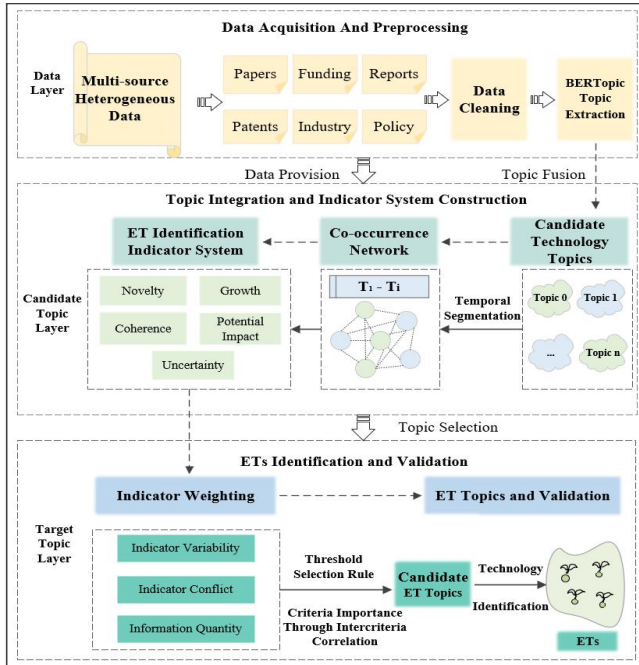 Data Acquisition And Preprocessing
Data
Layer
Multi-source
Heterogeneous
Data
Papers
Funding
Reports
Patents
Industry
Policy
Data
Cleaning
BERTopic
Topic
Extraction
Data Provision
Topic Fusion
Topic Integration and Indicator System Construction
ET Identification
Indicator System
Co-occurrence
Network
Candidate
Technology
Topics
Candidate
Topic
Layer
Novelty
Growth
Coherence
Potential
Impact
Uncertainty
T₁ - Tᵢ
Temporal
Segmentation
Topic 0
Topic 1
...
Topic n
Topic Selection
ETs Identification and Validation
Indicator Weighting
ET Topics and Validation
Target
Topic
Layer
Indicator Variability
Indicator Conflict
Information Quantity
Threshold
Selection Rule
Criteria Importance
Through Intercriteria
Correlation
Candidate
ET Topics
Technology
Identification
ETs